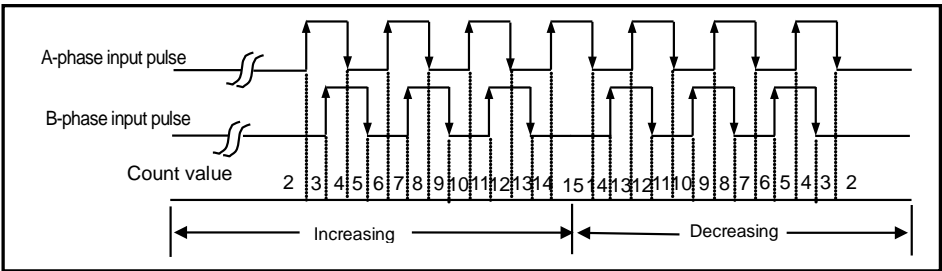 A-phase input pulse
B-phase input pulse
Count value 2 3 4 5 6 7 8 9 10 11 12 13 14 15 14 13 12 11 10 9 8 7 6 5 4 3 2
Increasing Decreasing